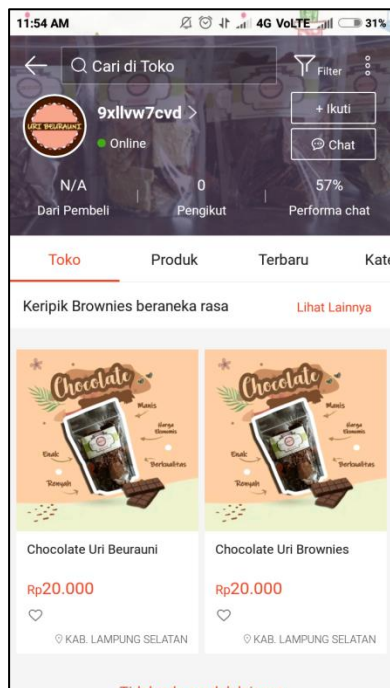 11:54 AM 4G VoLTE 31%
Cari di Toko Filter
URI BEURAUNI
9xllvw7cvd >
+ Ikuti
Online
Chat
N/A 0 57%
Dari Pembeli Pengikut Performa chat
Toko Produk Terbaru Kate
Keripik Brownies beraneka rasa Lihat Lainnya
Chocolate
Manis
Harga
Ekonomis
Enak
Berkualitas
Renyah
Chocolate
Manis
Harga
Ekonomis
Enak
Berkualitas
Renyah
Chocolate Uri Beurauni Chocolate Uri Brownies
Rp20.000 Rp20.000
KAB. LAMPUNG SELATAN KAB. LAMPUNG SELATAN